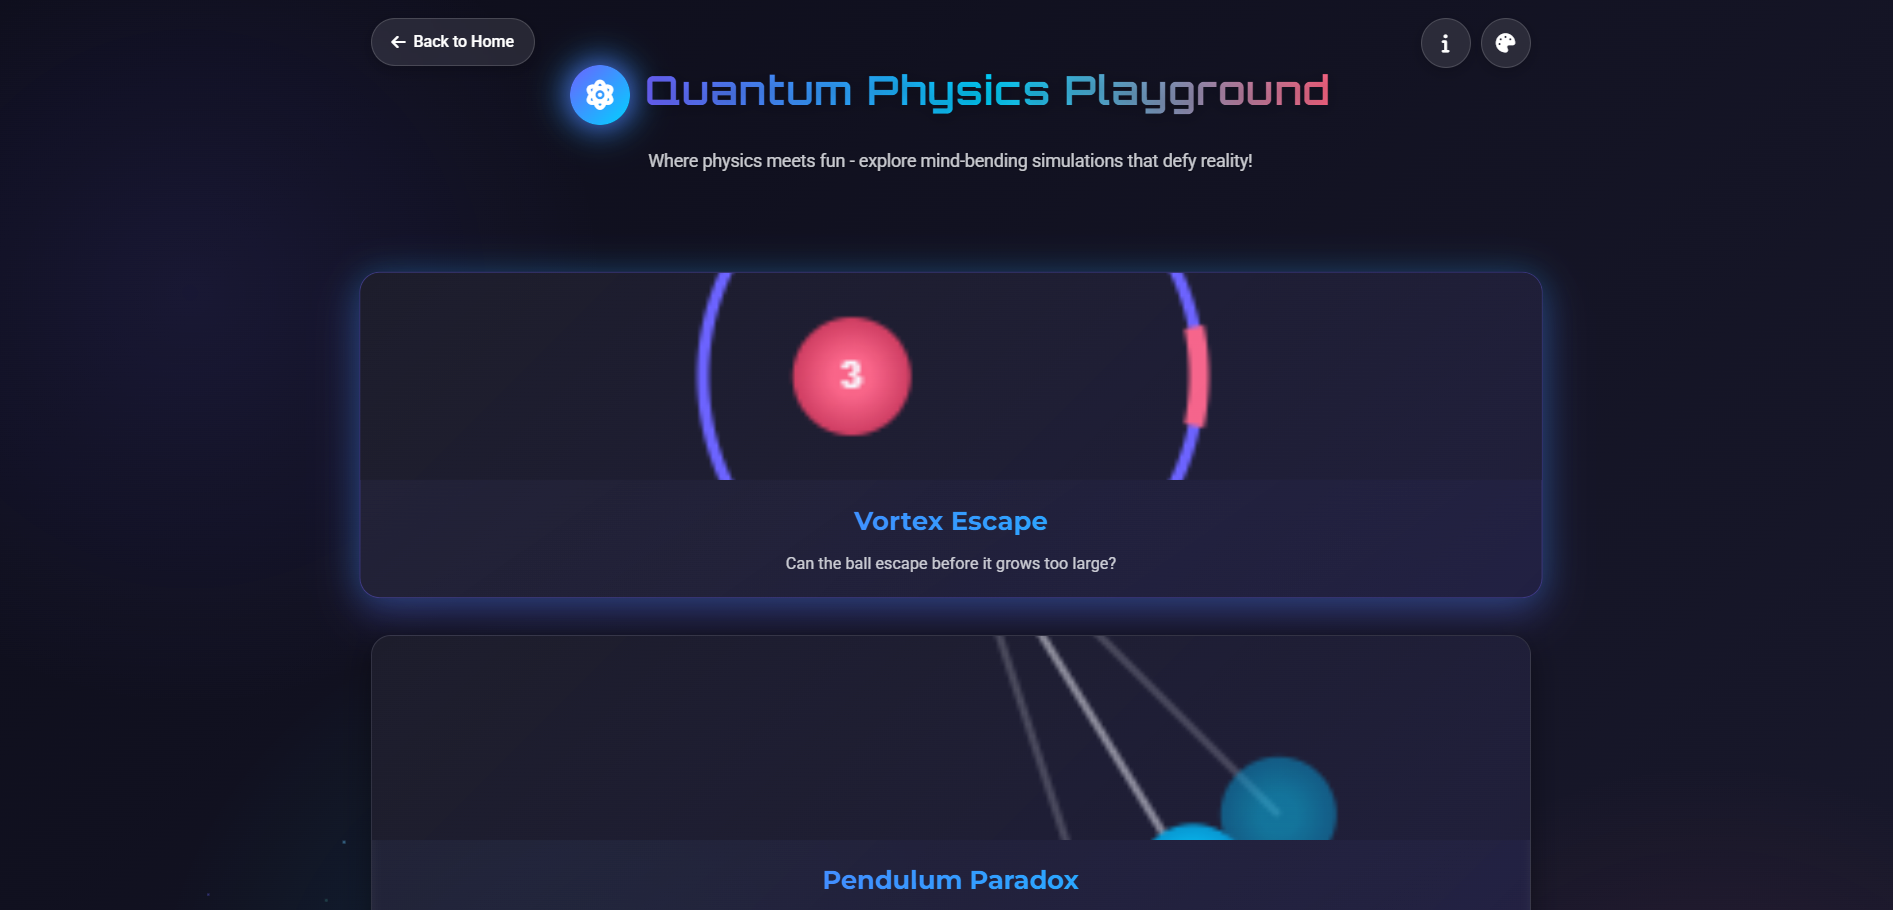 Back to Home
Quantum Physics Playground
Where physics meets fun - explore mind-bending simulations that defy reality!
3
Vortex Escape
Can the ball escape before it grows too large?
Pendulum Paradox